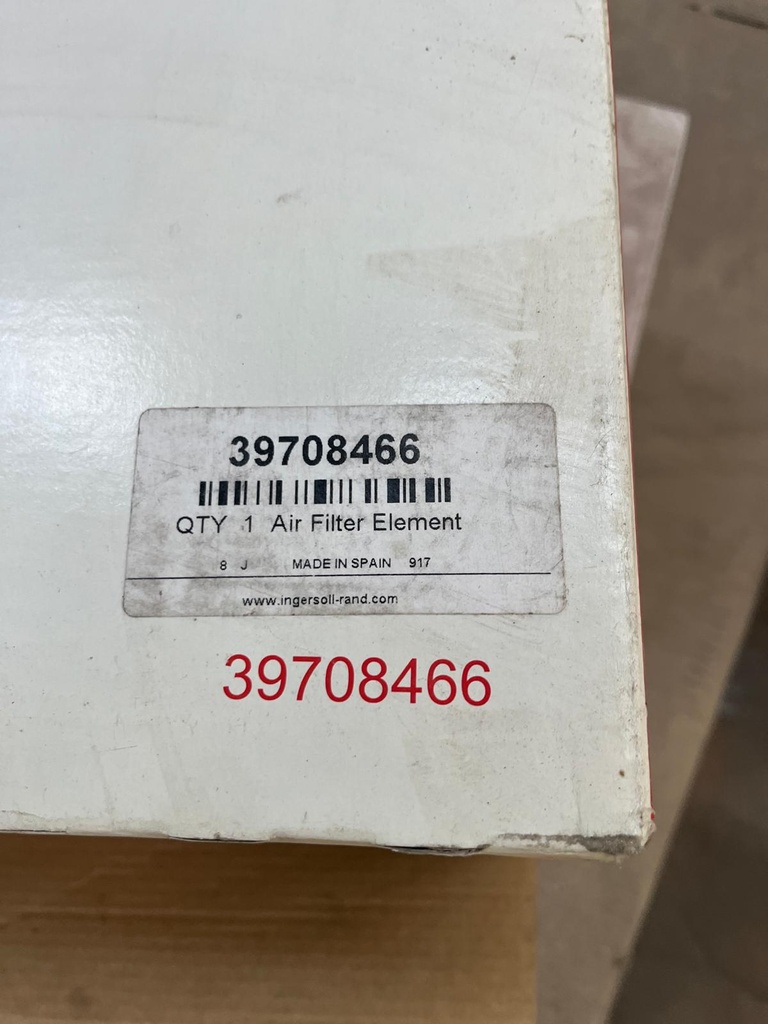 39708466
QTY 1 Air Filter Element
8 J MADE IN SPAIN 917
www.ingersoll-rand.com
39708466